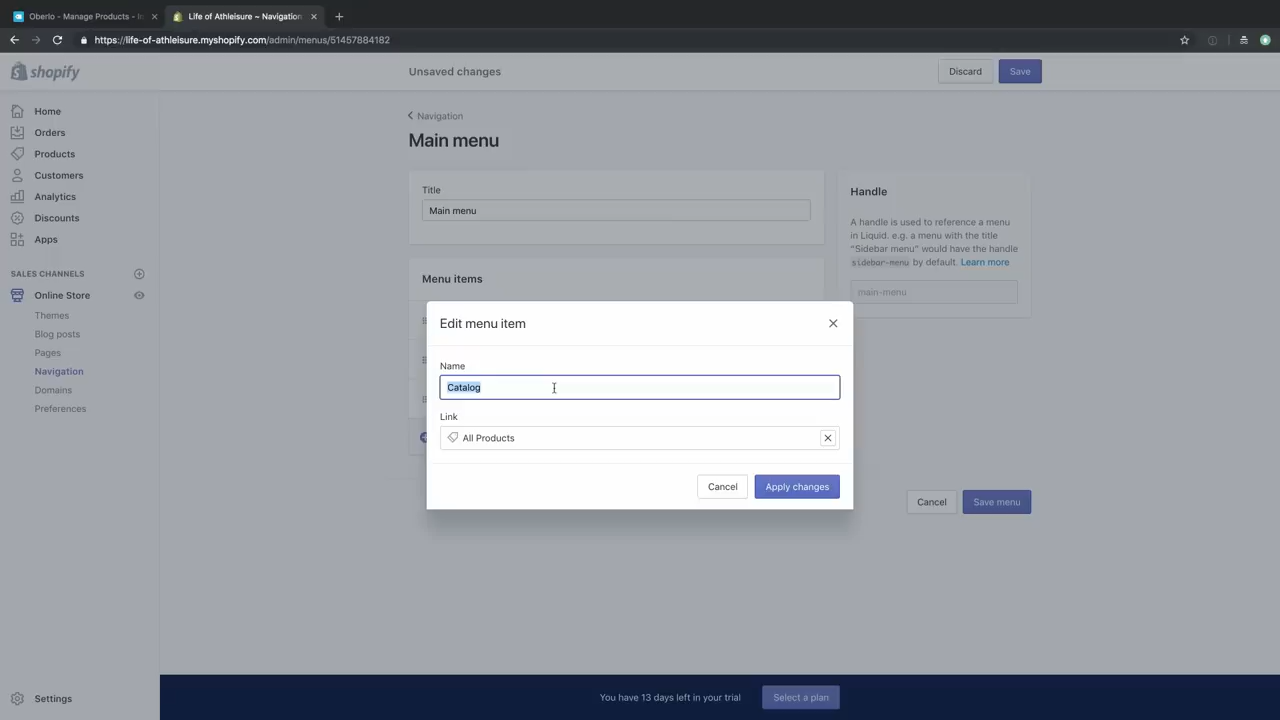 Oberlo - Manage Products - In
Life of Athleisure ~ Navigation
https://life-of-athleisure.myshopify.com/admin/menus/51457884182
shopify
Unsaved changes
Discard
Save
Home
Orders
Products
Customers
Analytics
Discounts
Apps
SALES CHANNELS
Online Store
Themes
Blog posts
Pages
Navigation
Domains
Preferences
Settings
Navigation
Main menu
Title
Main menu
Menu items
Handle
A handle is used to reference a menu
in Liquid. e.g. a menu with the title
“Sidebar menu” would have the handle
sidebar-menu by default. Learn more
main-menu
Edit menu item
Name
Catalog
Link
All Products
Cancel
Apply changes
Cancel
Save menu
You have 13 days left in your trial
Select a plan